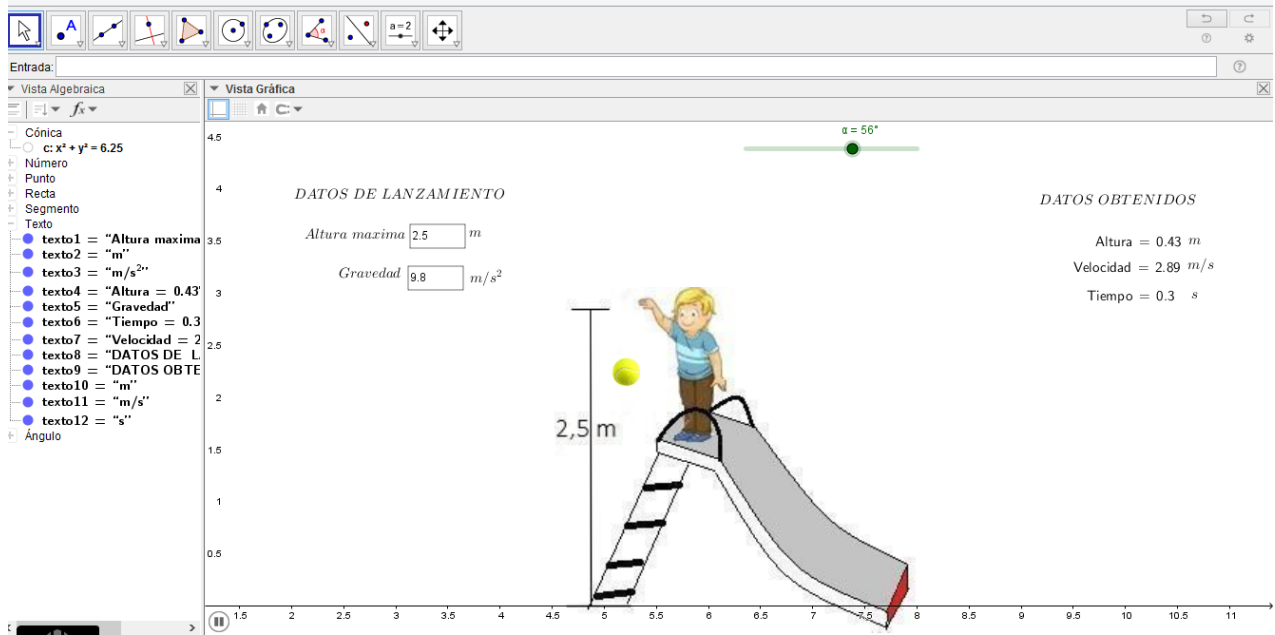 a=2
Entrada:
Vista Algebraica
Vista Gráfica
fx
Cónica
c: x² + y² = 6.25
Número
Punto
Recta
Segmento
Texto
texto1 = “Altura maxima
texto2 = “m”
texto3 = “m/s²”
texto4 = “Altura = 0.43
texto5 = “Gravedad”
texto6 = “Tiempo = 0.3
texto7 = “Velocidad = 2
texto8 = “DATOS DE L
texto9 = “DATOS OBTE
texto10 = “m”
texto11 = “m/s”
texto12 = “s”
Ángulo
α = 56°
DATOS DE LANZAMIENTO
Altura maxima 2.5 m
Gravedad 9.8 m/s²
DATOS OBTENIDOS
Altura = 0.43 m
Velocidad = 2.89 m/s
Tiempo = 0.3 s
2,5 m
4.5
4
3.5
3
2.5
2
1.5
1
0.5
1.5 2 2.5 3 3.5 4 4.5 5 5.5 6 6.5 7 7.5 8 8.5 9 9.5 10 10.5 11